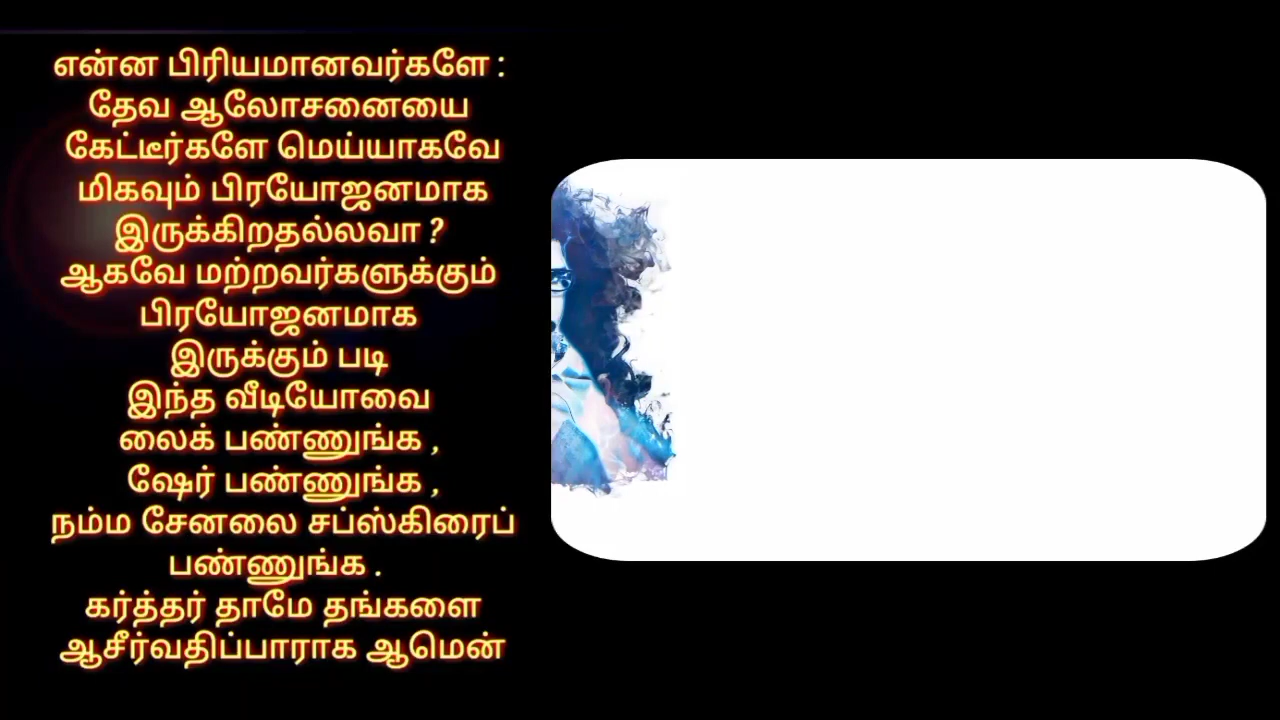 என்ன பிரியமானவர்களே :
தேவ ஆலோசனையை
கேட்டீர்களே மெய்யாகவே
மிகவும் பிரயோஜனமாக
இருக்கிறதல்லவா ?
ஆகவே மற்றவர்களுக்கும்
பிரயோஜனமாக
இருக்கும் படி
இந்த வீடியோவை
லைக் பண்ணுங்க ,
ஷேர் பண்ணுங்க ,
நம்ம சேனலை சப்ஸ்கிரைப்
பண்ணுங்க .
கர்த்தர் தாமே தங்களை
ஆசீர்வதிப்பாராக ஆமென்